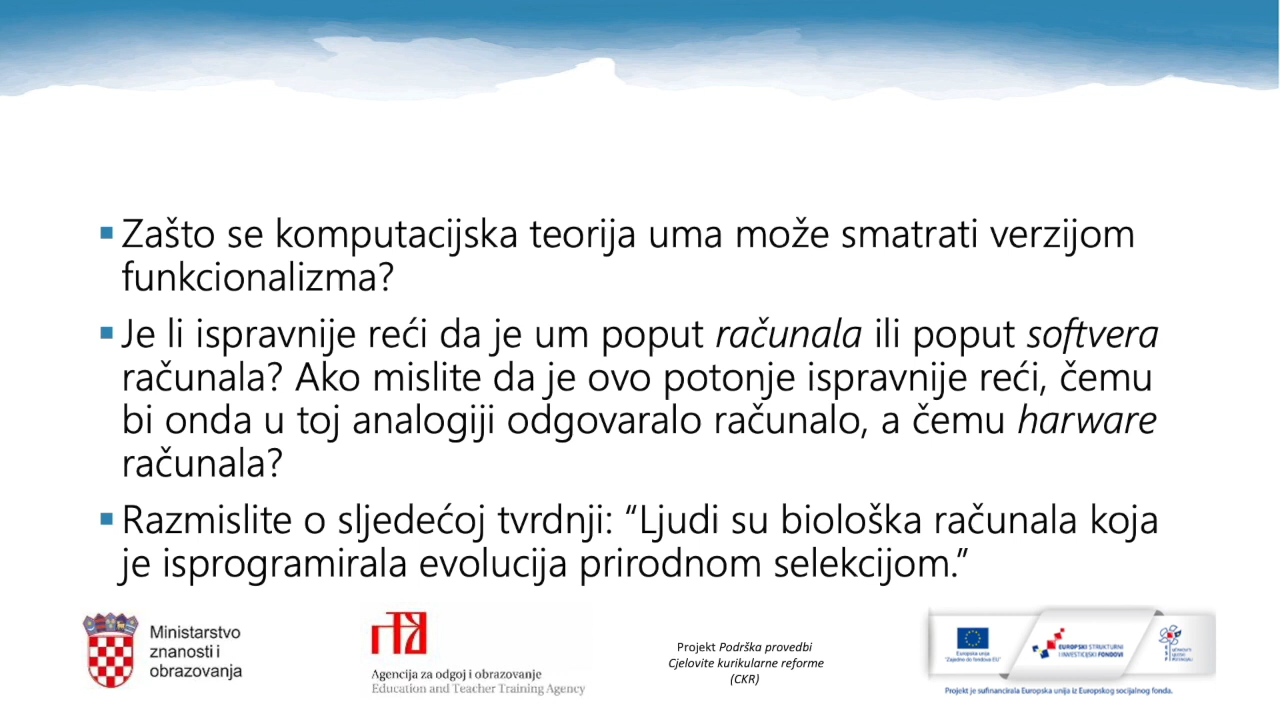 Zašto se komputacijska teorija uma može smatrati verzijom
funkcionalizma?
Je li ispravnije reći da je um poput računala ili poput softvera
računala? Ako mislite da je ovo potonje ispravnije reći, čemu
bi onda u toj analogiji odgovaralo računalo, a čemu harware
računala?
Razmislite o sljedećoj tvrdnji: “Ljudi su biološka računala koja
je isprogramirala evolucija prirodnom selekcijom.”
Ministarstvo
znanosti i
obrazovanja
Agencija za odgoj i obrazovanje
Education and Teacher Training Agency
Projekt Podrška provedbi
Cjelovite kurikularne reforme
(CKR)
Europska unija
"Zajedno do fondova EU"
EUROPSKI STRUKTURNI
I INVESTICIJSKI FONDOVI
Projekt je sufinancirala Europska unija iz Europskog socijalnog fonda.